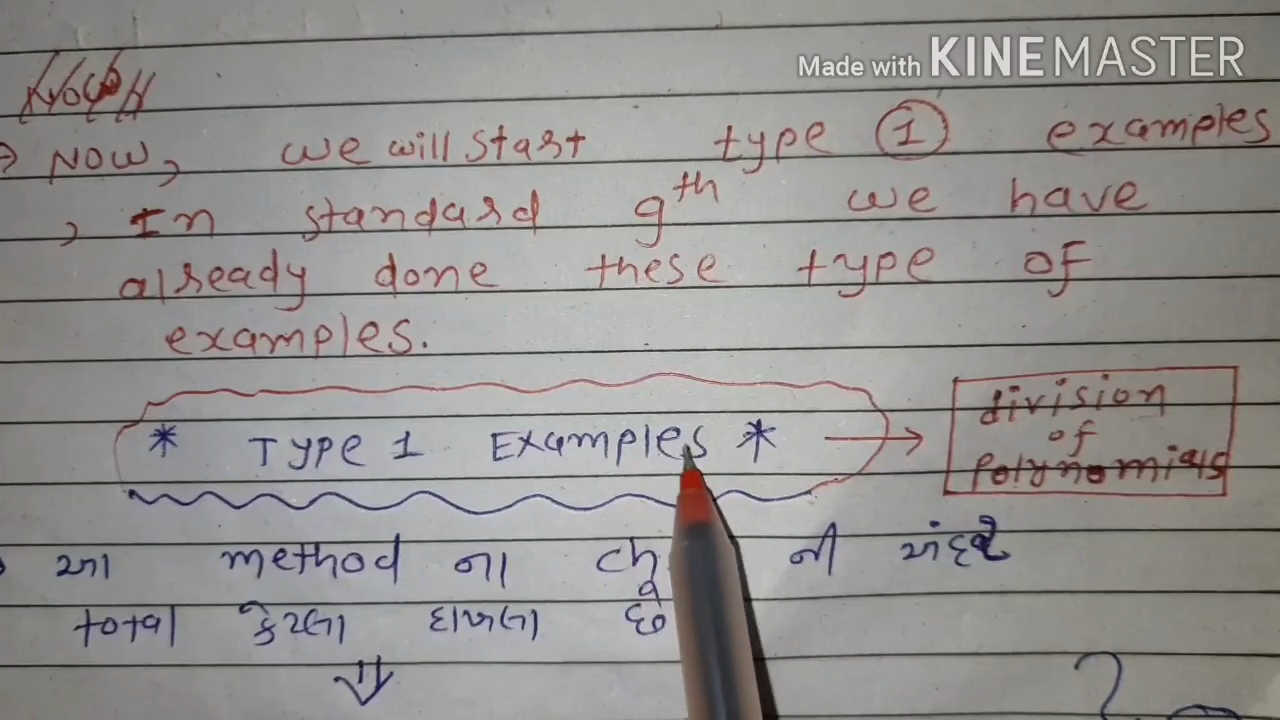 Made with KINEMASTER
→ NOW, we will start type ① examples
, In standard 9th we have
already done these type of
examples.
* Type 1 Examples * →
division
of
Polynomials
આ method ના ch ની અંદર
total કેટલા દાખલા છે